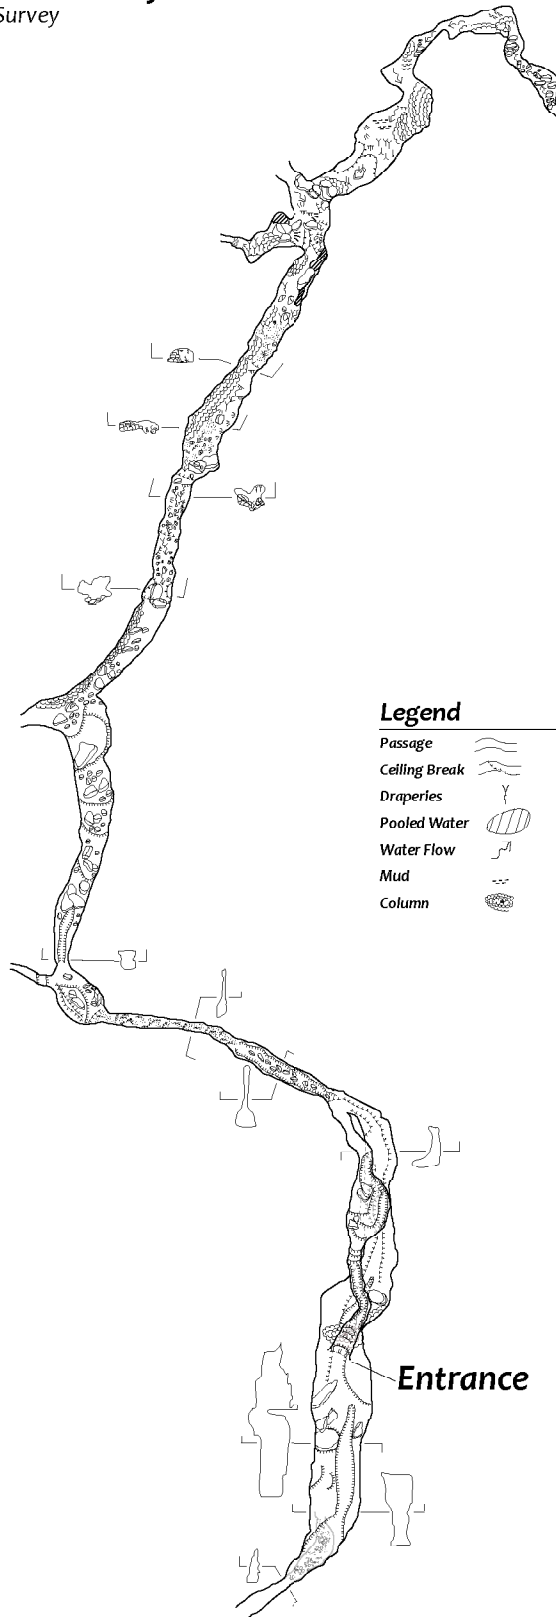 Survey
Legend
Passage
Ceiling Break
Draperies
Pooled Water
Water Flow
Mud
Column
Entrance